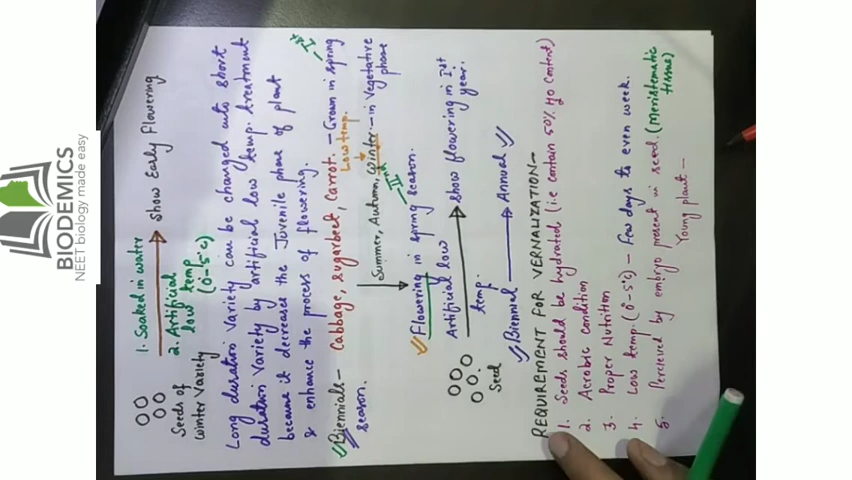 BIODEMICS
NEET biology made easy
1. Soaked in water
2. Artificial low temp (0-5°c)
Seeds of winter Variety
Show Early Flowering
Long duration Variety can be changed into short
duration Variety by artificial low temp. treatment
because it decreases the Juvenile phase of plant
& enhance the process of flowering.
Biennials - Cabbage, Sugarbeet, Carrot. - Grown in spring
season.
Ist
Low temp.
Summer, Autumn, winter - in vegetative phase
IInd
Flowering in spring season.
Seed
Artificial low temp.
Show flowering in Ist year.
Biennial
Annual
REQUIREMENT FOR VERNALIZATION-
1. Seeds should be hydrated (i.e contain 50% H2O content)
2. Aerobic condition
3. Proper Nutrition
4. Low temp. (0°-5°c) - Few days to even week.
5. Percieved by embryo present in seed. (Meristematic tissue)
Young plant -